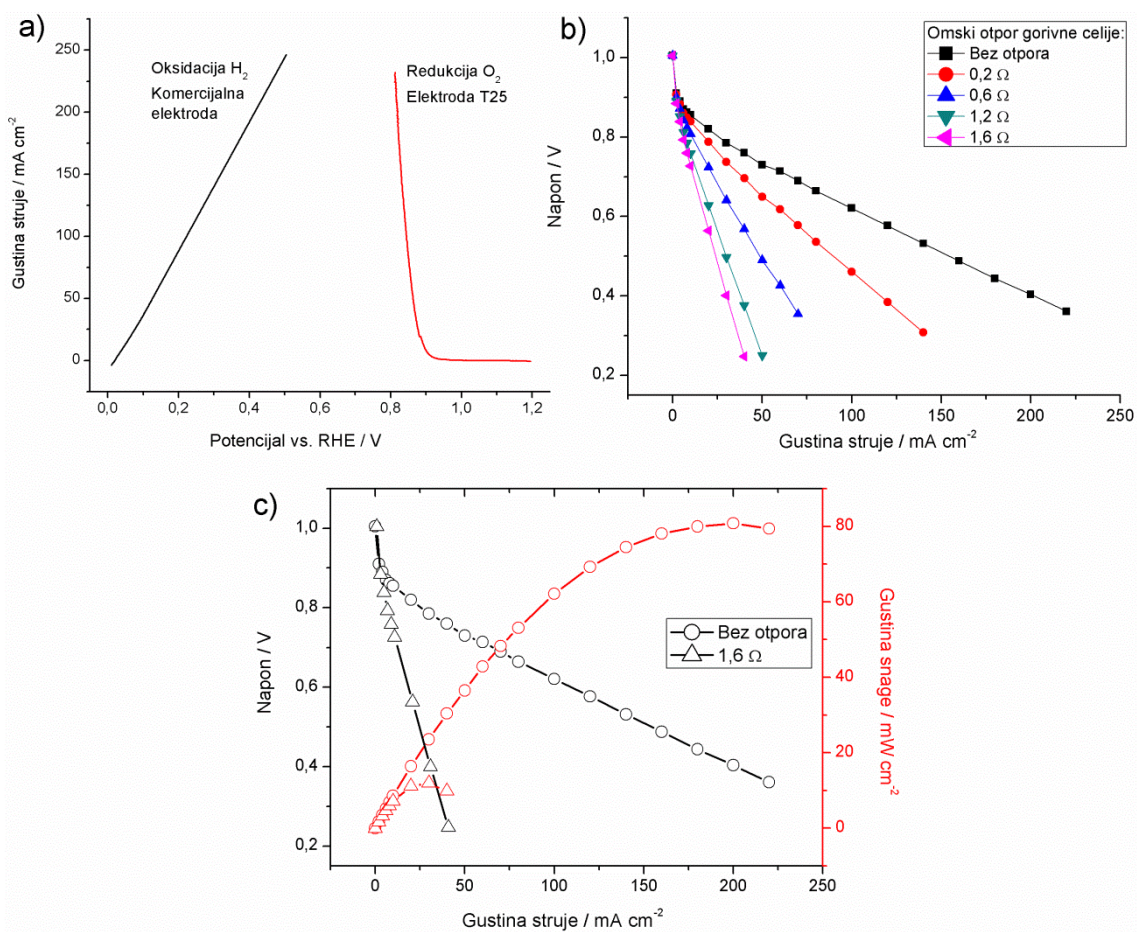 a)
Gustina struje / mA cm⁻²
250
200
150
100
50
0
Oksidacija H₂
Komercijalna
elektroda
Redukcija O₂
Elektroda T25
0,0 0,2 0,4 0,6 0,8 1,0 1,2
Potencijal vs. RHE / V
b)
Napon / V
1,0
0,8
0,6
0,4
0,2
Omski otpor gorivne celije:
Bez otpora
0,2 Ω
0,6 Ω
1,2 Ω
1,6 Ω
0 50 100 150 200 250
Gustina struje / mA cm⁻²
c)
Napon / V
1,0
0,8
0,6
0,4
0,2
Bez otpora
1,6 Ω
80
60
40
20
0
Gustina snage / mW cm⁻²
0 50 100 150 200 250
Gustina struje / mA cm⁻²